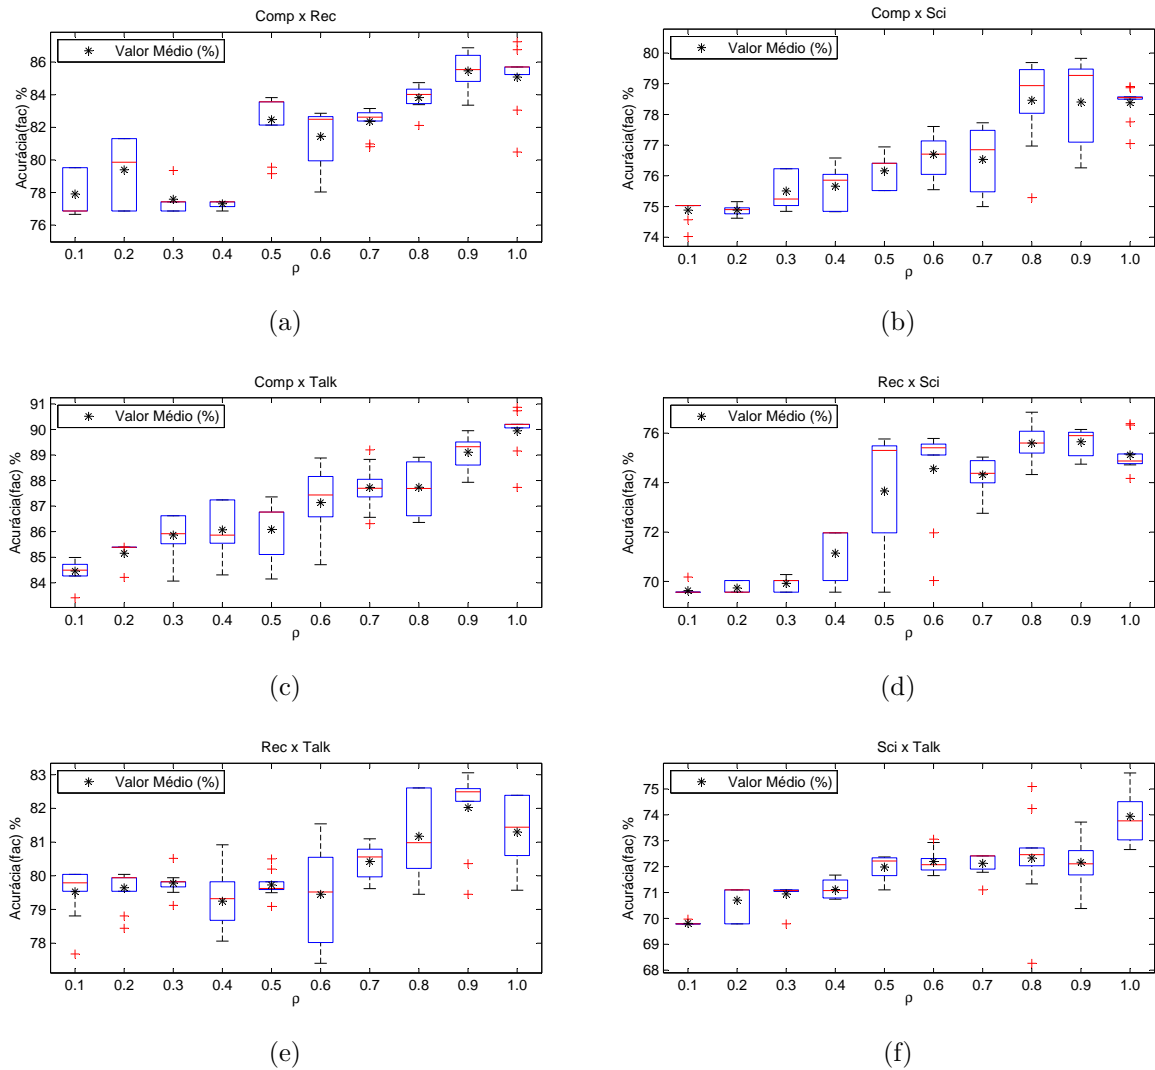 Comp x Rec
Valor Médio (%)
Acurácia(fac) %
86
84
82
80
78
76
0.1 0.2 0.3 0.4 0.5 0.6 0.7 0.8 0.9 1.0
ρ
(a)
Comp x Sci
Valor Médio (%)
Acurácia(fac) %
80
79
78
77
76
75
74
0.1 0.2 0.3 0.4 0.5 0.6 0.7 0.8 0.9 1.0
ρ
(b)
Comp x Talk
Valor Médio (%)
Acurácia(fac) %
91
90
89
88
87
86
85
84
0.1 0.2 0.3 0.4 0.5 0.6 0.7 0.8 0.9 1.0
ρ
(c)
Rec x Sci
Valor Médio (%)
Acurácia(fac) %
76
74
72
70
0.1 0.2 0.3 0.4 0.5 0.6 0.7 0.8 0.9 1.0
ρ
(d)
Rec x Talk
Valor Médio (%)
Acurácia(fac) %
83
82
81
80
79
78
0.1 0.2 0.3 0.4 0.5 0.6 0.7 0.8 0.9 1.0
ρ
(e)
Sci x Talk
Valor Médio (%)
Acurácia(fac) %
75
74
73
72
71
70
69
68
0.1 0.2 0.3 0.4 0.5 0.6 0.7 0.8 0.9 1.0
ρ
(f)